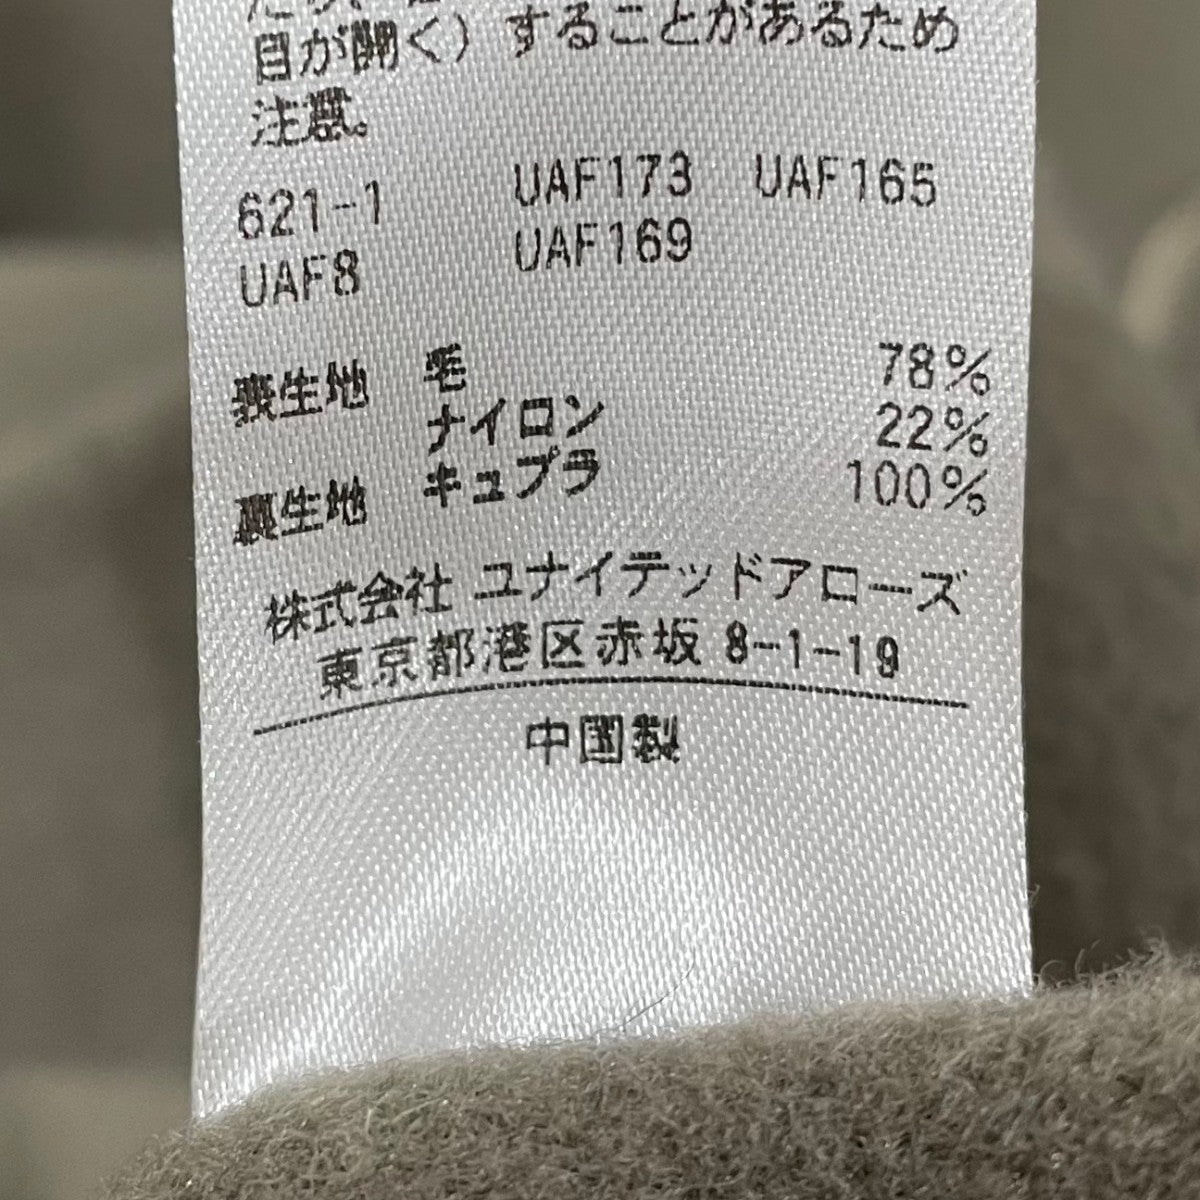 目が開く）することがあるため
注意。
621-1 UAF173 UAF165
UAF8 UAF169
表生地 毛 78%
ナイロン 22%
裏生地 キュプラ 100%
株式会社 ユナイテッドアローズ
東京都港区赤坂 8-1-19
中国製